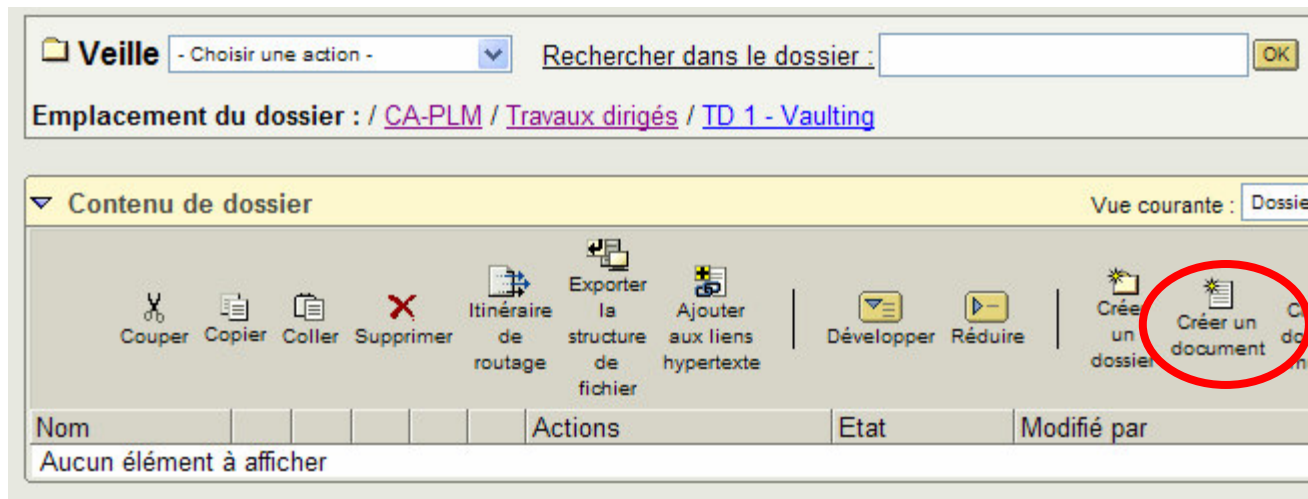 Veille - Choisir une action - Rechercher dans le dossier : OK
Emplacement du dossier : / CA-PLM / Travaux dirigés / TD 1 - Vaulting
Contenu de dossier Vue courante : Dossie
Couper Copier Coller Supprimer
Itinéraire
de
routage
Exporter
la
structure
de
fichier
Ajouter
aux liens
hypertexte
Développer Réduire
Créer
un
dossier
Créer un
document
Nom Actions Etat Modifié par
Aucun élément à afficher